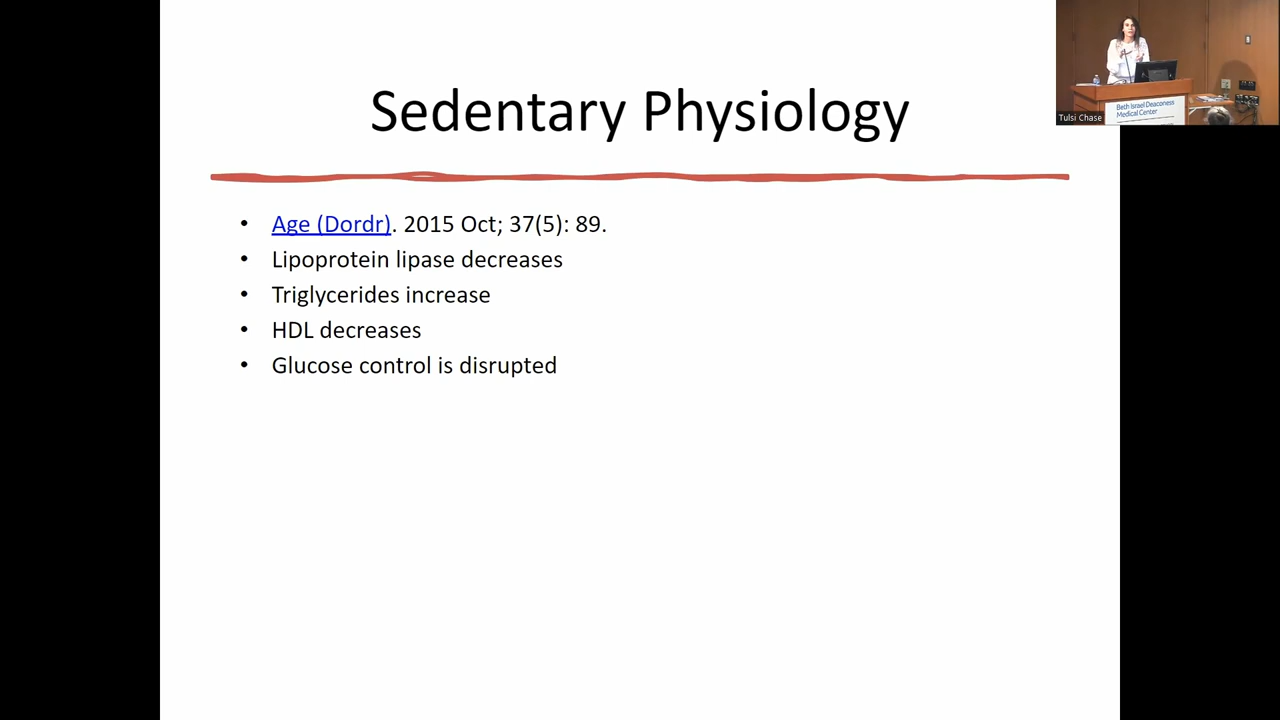 Sedentary Physiology
• Age (Dordr). 2015 Oct; 37(5): 89.
• Lipoprotein lipase decreases
• Triglycerides increase
• HDL decreases
• Glucose control is disrupted
Beth Israel Deaconess
Medical Center
Tulsi Chase